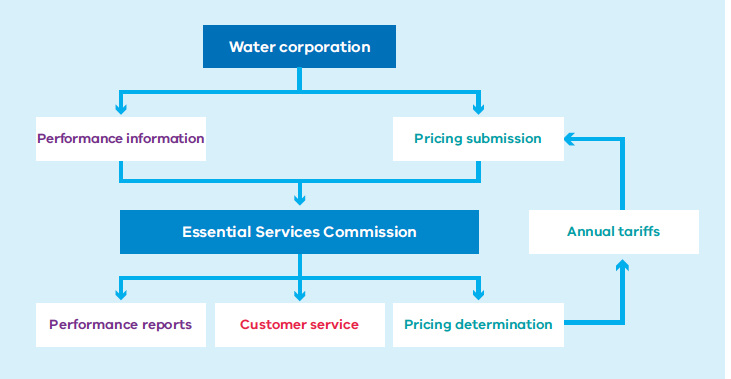 Water corporation
Performance information
Pricing submission
Essential Services Commission
Annual tariffs
Performance reports
Customer service
Pricing determination